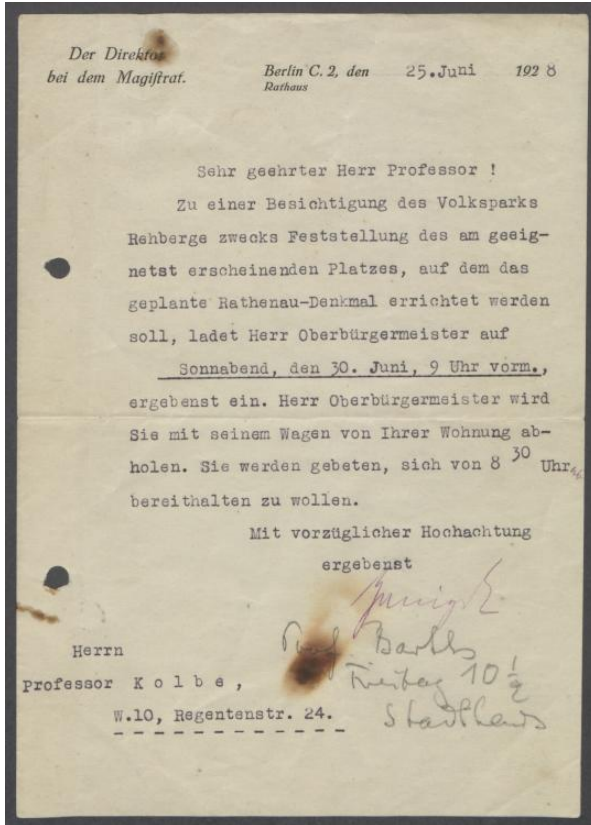 Der Direktor
bei dem Magiſtrat.
Berlin C. 2, den 25.Juni 1928
Rathaus
Sehr geehrter Herr Professor !
Zu einer Besichtigung des Volksparks
Rehberge zwecks Feststellung des am geeig-
netst erscheinenden Platzes, auf dem das
geplante Rathenau-Denkmal errichtet werden
soll, ladet Herr Oberbürgermeister auf
Sonnabend, den 30. Juni, 9 Uhr vorm.,
ergebenst ein. Herr Oberbürgermeister wird
Sie mit seinem Wagen von Ihrer Wohnung ab-
holen. Sie werden gebeten, sich von 8 30 Uhr ab
bereithalten zu wollen.
Mit vorzüglicher Hochachtung
ergebenst
Prof Barthls
Freitag 10 ½
Stadthaus
Herrn
Professor K o l b e ,
W.10, Regentenstr. 24.